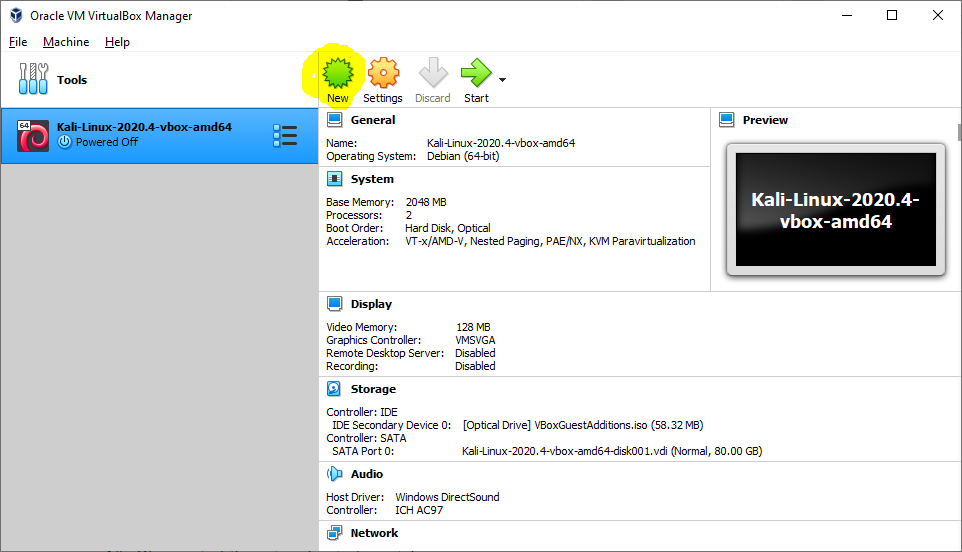 Oracle VM VirtualBox Manager
File Machine Help
Tools
New Settings Discard Start
64
Kali-Linux-2020.4-vbox-amd64
Powered Off
General
Name: Kali-Linux-2020.4-vbox-amd64
Operating System: Debian (64-bit)
System
Base Memory: 2048 MB
Processors: 2
Boot Order: Hard Disk, Optical
Acceleration: VT-x/AMD-V, Nested Paging, PAE/NX, KVM Paravirtualization
Preview
Kali-Linux-2020.4-
vbox-amd64
Display
Video Memory: 128 MB
Graphics Controller: VMSVGA
Remote Desktop Server: Disabled
Recording: Disabled
Storage
Controller: IDE
IDE Secondary Device 0: [Optical Drive] VBoxGuestAdditions.iso (58.32 MB)
Controller: SATA
SATA Port 0: Kali-Linux-2020.4-vbox-amd64-disk001.vdi (Normal, 80.00 GB)
Audio
Host Driver: Windows DirectSound
Controller: ICH AC97
Network